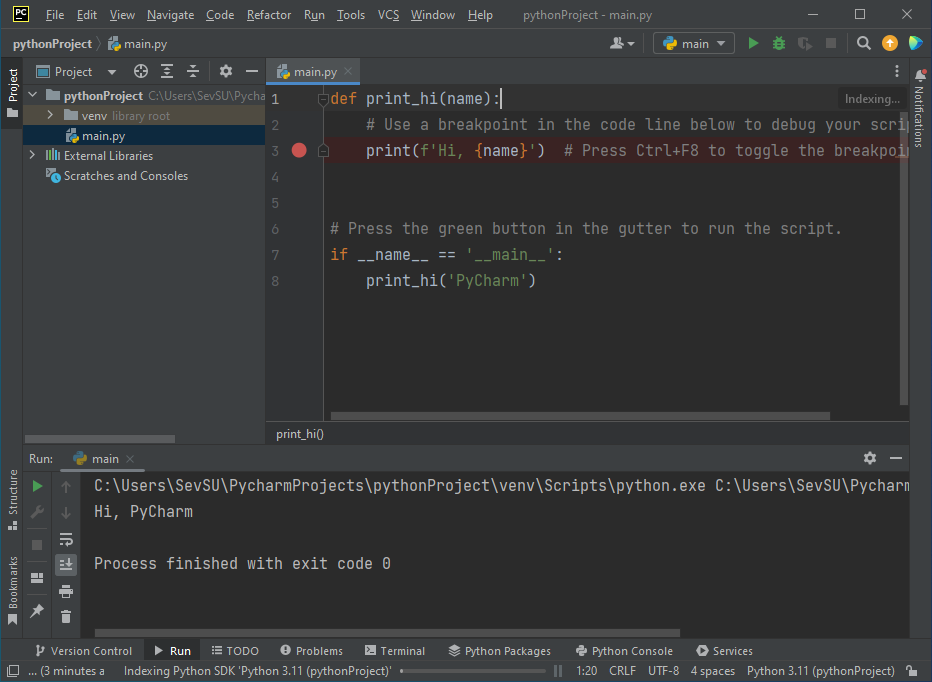 PC File Edit View Navigate Code Refactor Run Tools VCS Window Help pythonProject - main.py
pythonProject main.py main
Project main.py
Project
pythonProject C:\Users\SevSU\Pycha
venv library root
main.py
External Libraries
Scratches and Consoles
1 def print_hi(name):
Indexing...
2 # Use a breakpoint in the code line below to debug your scri
3 print(f'Hi, {name}') # Press Ctrl+F8 to toggle the breakpoi
4
5
6 # Press the green button in the gutter to run the script.
7 if __name__ == '__main__':
8 print_hi('PyCharm')
print_hi()
Notifications
Run: main
C:\Users\SevSU\PycharmProjects\pythonProject\venv\Scripts\python.exe C:\Users\SevSU\Pycharm
Hi, PyCharm
Process finished with exit code 0
Structure
Bookmarks
Version Control Run TODO Problems Terminal Python Packages Python Console Services
... (3 minutes a Indexing Python SDK 'Python 3.11 (pythonProject)' 1:20 CRLF UTF-8 4 spaces Python 3.11 (pythonProject)